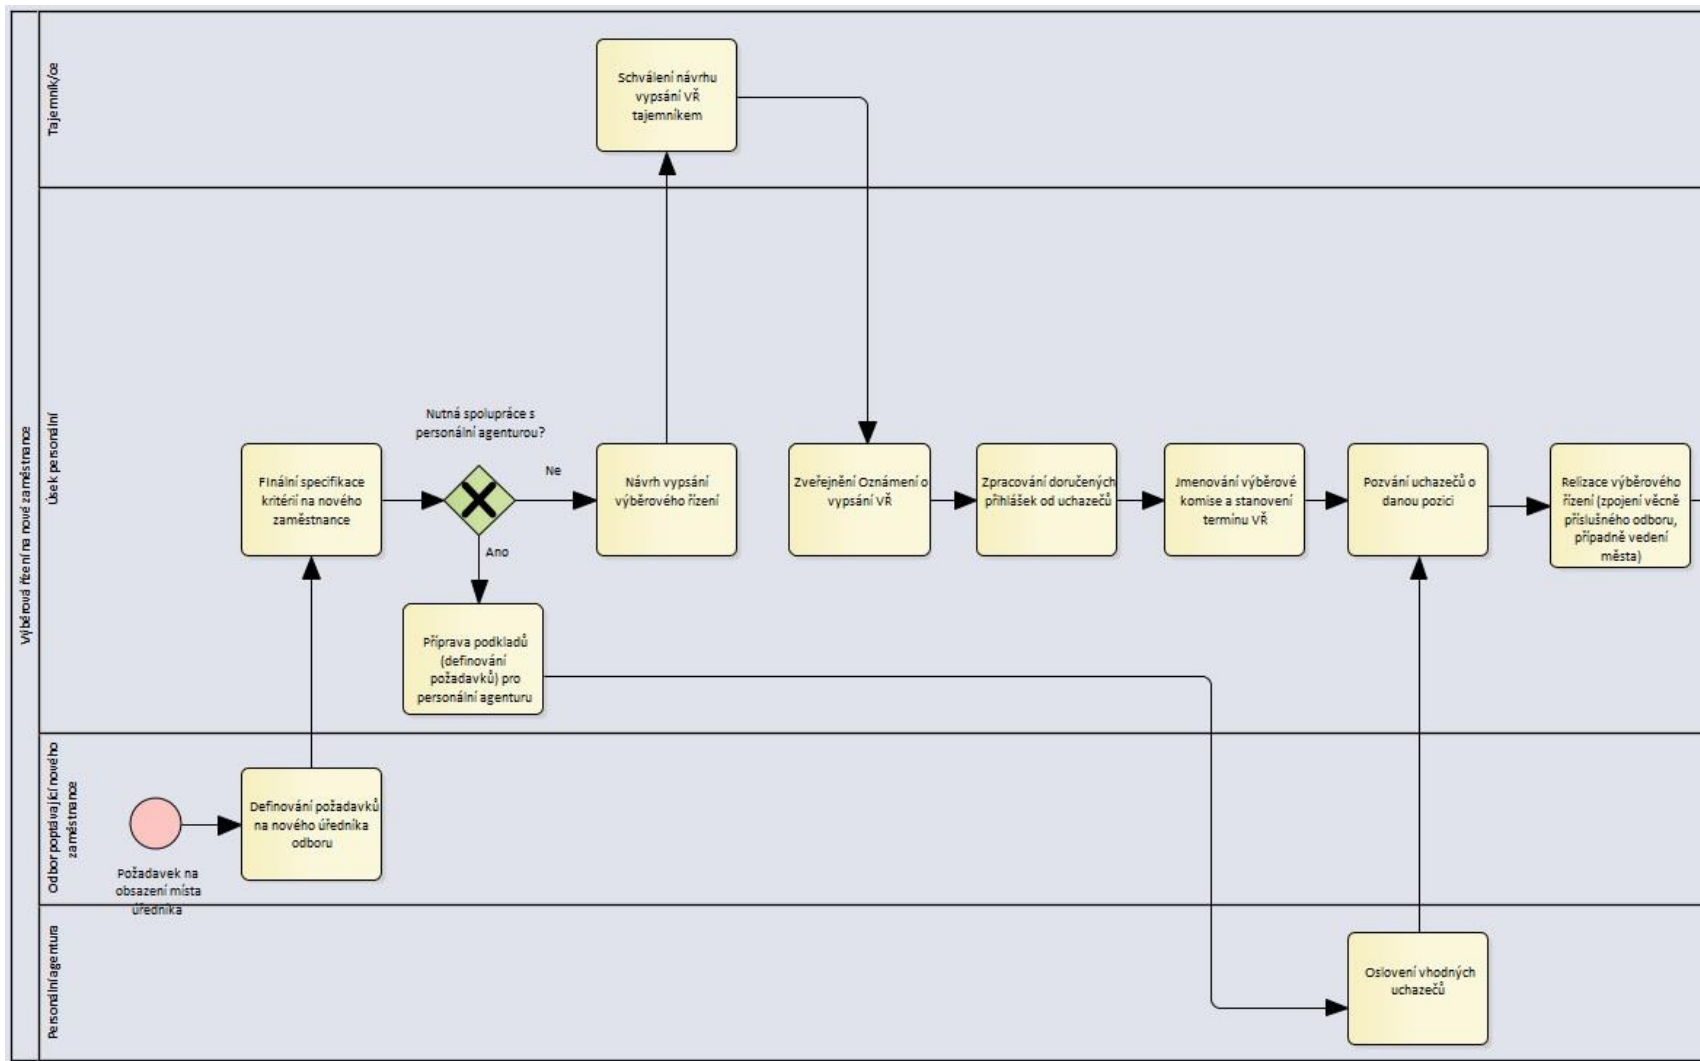 Výběrová řízení na nové zaměstnance
Tajemník/ce
Schválení návrhu
vypsání VŘ
tajemníkem
Úsek personální
Nutná spolupráce s
personální agenturou?
FInální specifikace
kritérií na nového
zaměstnance
Ne
Ano
Návrh vypsání
výběrového řízení
Zveřejnění Oznámení o
vypsání VŘ
Zpracování doručených
přihlášek od uchazečů
Jmenování výběrové
komise a stanovení
termínu VŘ
Pozvání uchazečů o
danou pozici
Relizace výběrového
řízení (zpojení věcně
příslušného odboru,
případně vedení
města)
Příprava podkladů
(definování
požadavků) pro
personální agenturu
Odbor poptávající nového
zaměstnance
Požadavek na
obsazení místa
úředníka
Definování požadavků
na nového úředníka
odboru
Personální agentura
Oslovení vhodných
uchazečů